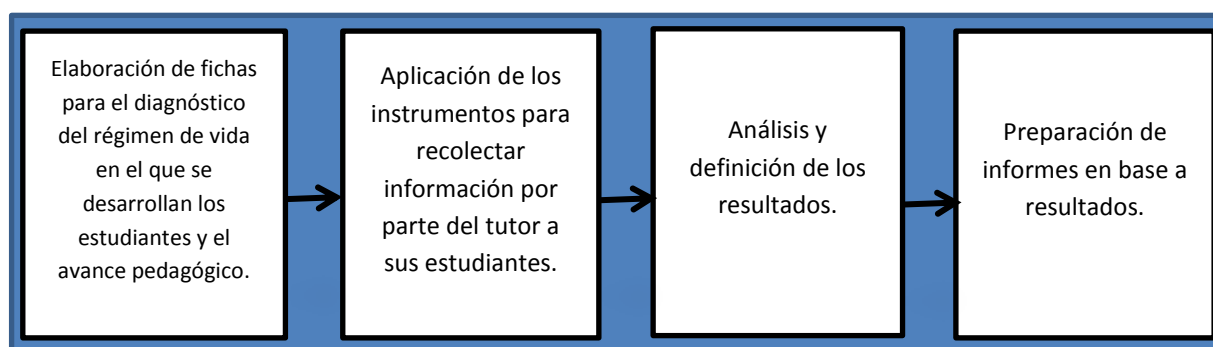 Elaboración de fichas
para el diagnóstico
del régimen de vida
en el que se
desarrollan los
estudiantes y el
avance pedagógico.
Aplicación de los
instrumentos para
recolectar
información por
parte del tutor a
sus estudiantes.
Análisis y
definición de los
resultados.
Preparación de
informes en base a
resultados.